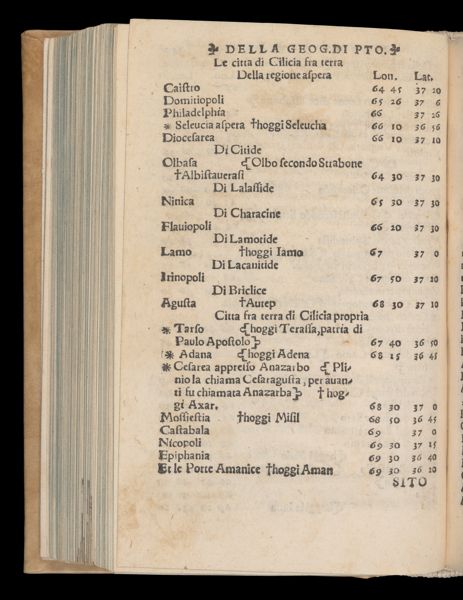 DELLA GEOG.DI PTO.
Le citta di Cilicia fra terra
Della regione aspera Lon. Lat.
Caistro 64 45 37 20
Domitiopoli 65 26 37 6
Philadelphia 66 37 26
* Seleucia aspera †hoggi Seleucha 66 10 36 56
Diocesarea 66 10 37 10
Di Citide
Olbasa {Olbo secondo Strabone
†Albistauerasi 64 30 37 30
Di Lalasside
Ninica 65 30 37 30
Di Characine
Flauiopoli 66 20 37 30
Di Lamotide
Lamo †hoggi Iamo 67 37 0
Di Lacanitide
Irinopoli 67 50 37 10
Di Briclice
Agusta †Autep 68 30 37 10
Citta fra terra di Cilicia propria
* Tarso {hoggi Terassa, patria di
Paulo Apostolo} 67 40 36 50
* Adana {hoggi Adena 68 15 36 45
* Cesarea appresso Anazarbo {Pli-
nio la chiama Cesaragusta, per auan-
ti fu chiamata Anazarba} † hog-
gi Axar. 68 30 37 0
Mossiestia †hoggi Misil 68 50 36 45
Castabala 69 37 0
Nicopoli 69 30 37 15
Epiphania 69 30 36 40
Et le Porte Amanice †hoggi Aman 69 30 36 10
SITO